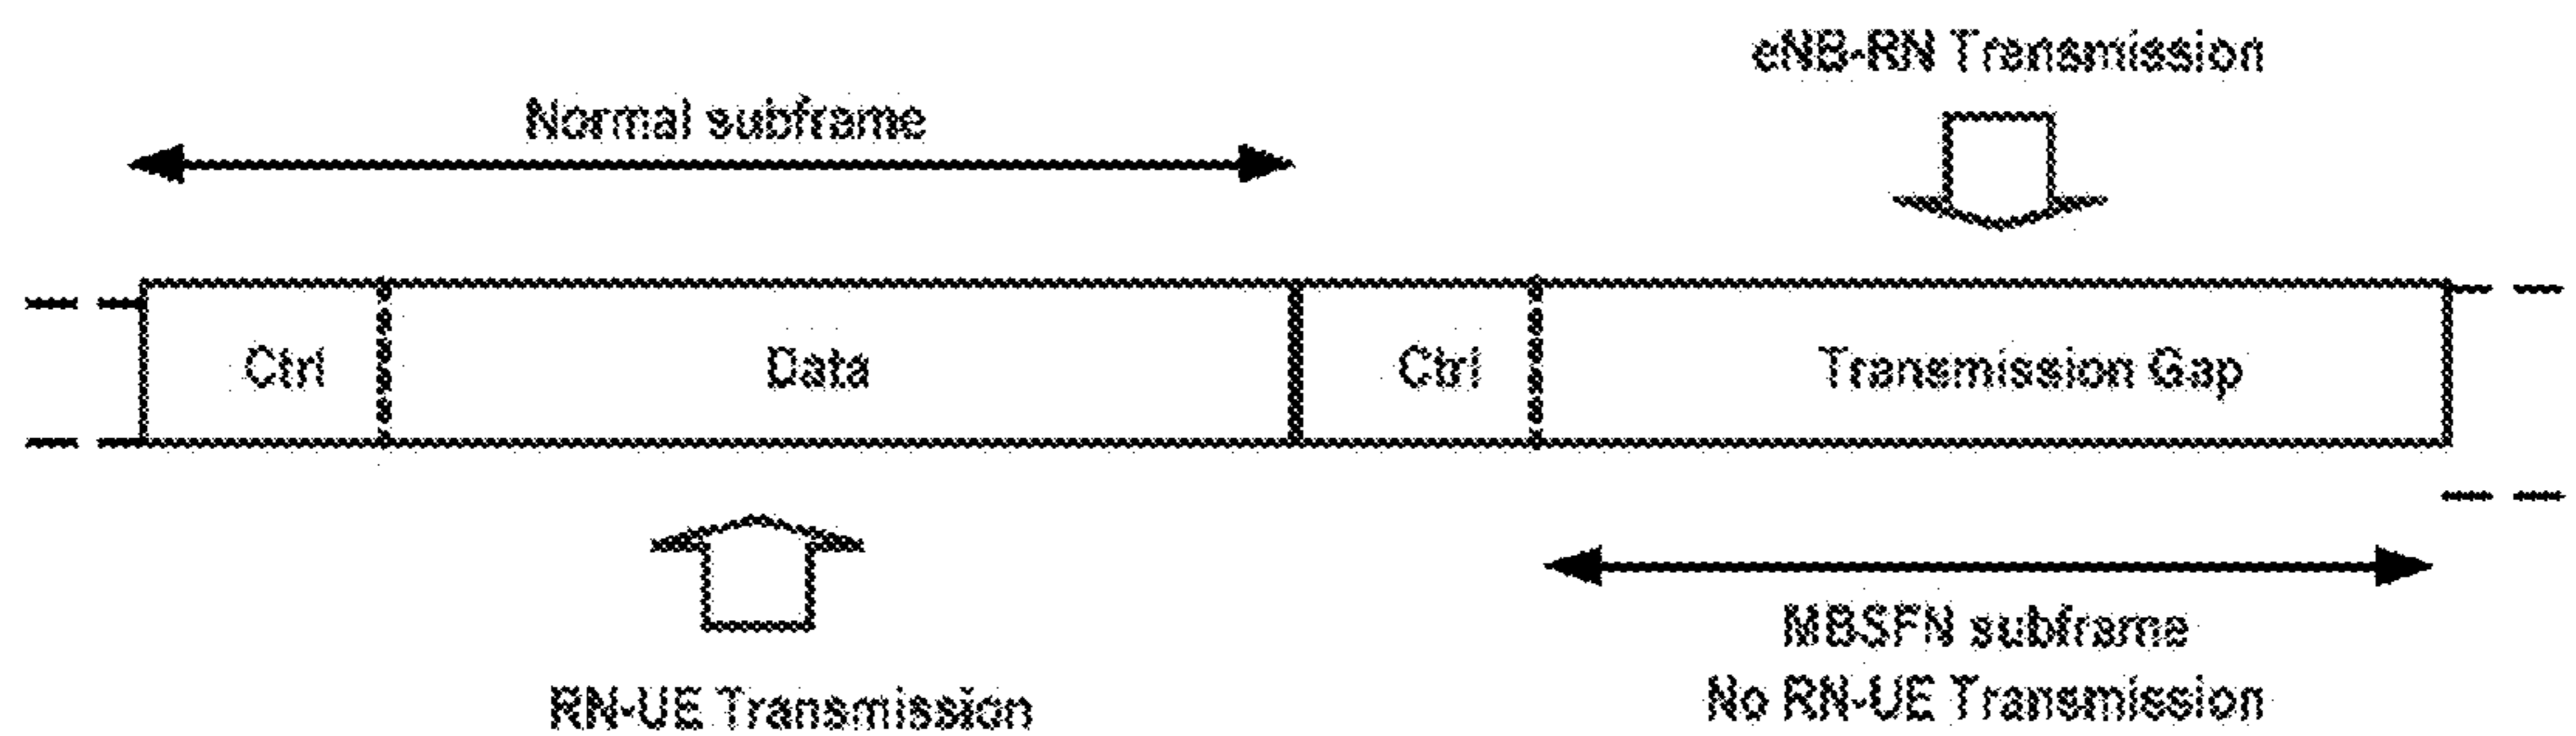 eNB-RN Transmission
Normal subframe
Ctrl
Data
Ctrl
Transmission Gap
MBSFN subframe
No RN-UE Transmission
RN-UE Transmission